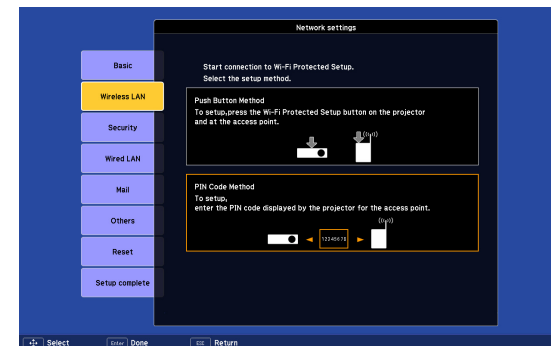 Network settings
Basic
Wireless LAN
Security
Wired LAN
Mail
Others
Reset
Setup complete
Start connection to Wi-Fi Protected Setup.
Select the setup method.
Push Button Method
To setup,press the Wi-Fi Protected Setup button on the projector
and at the access point.
PIN Code Method
To setup,
enter the PIN code displayed by the projector for the access point.
12345678
Select Enter Done Esc Return